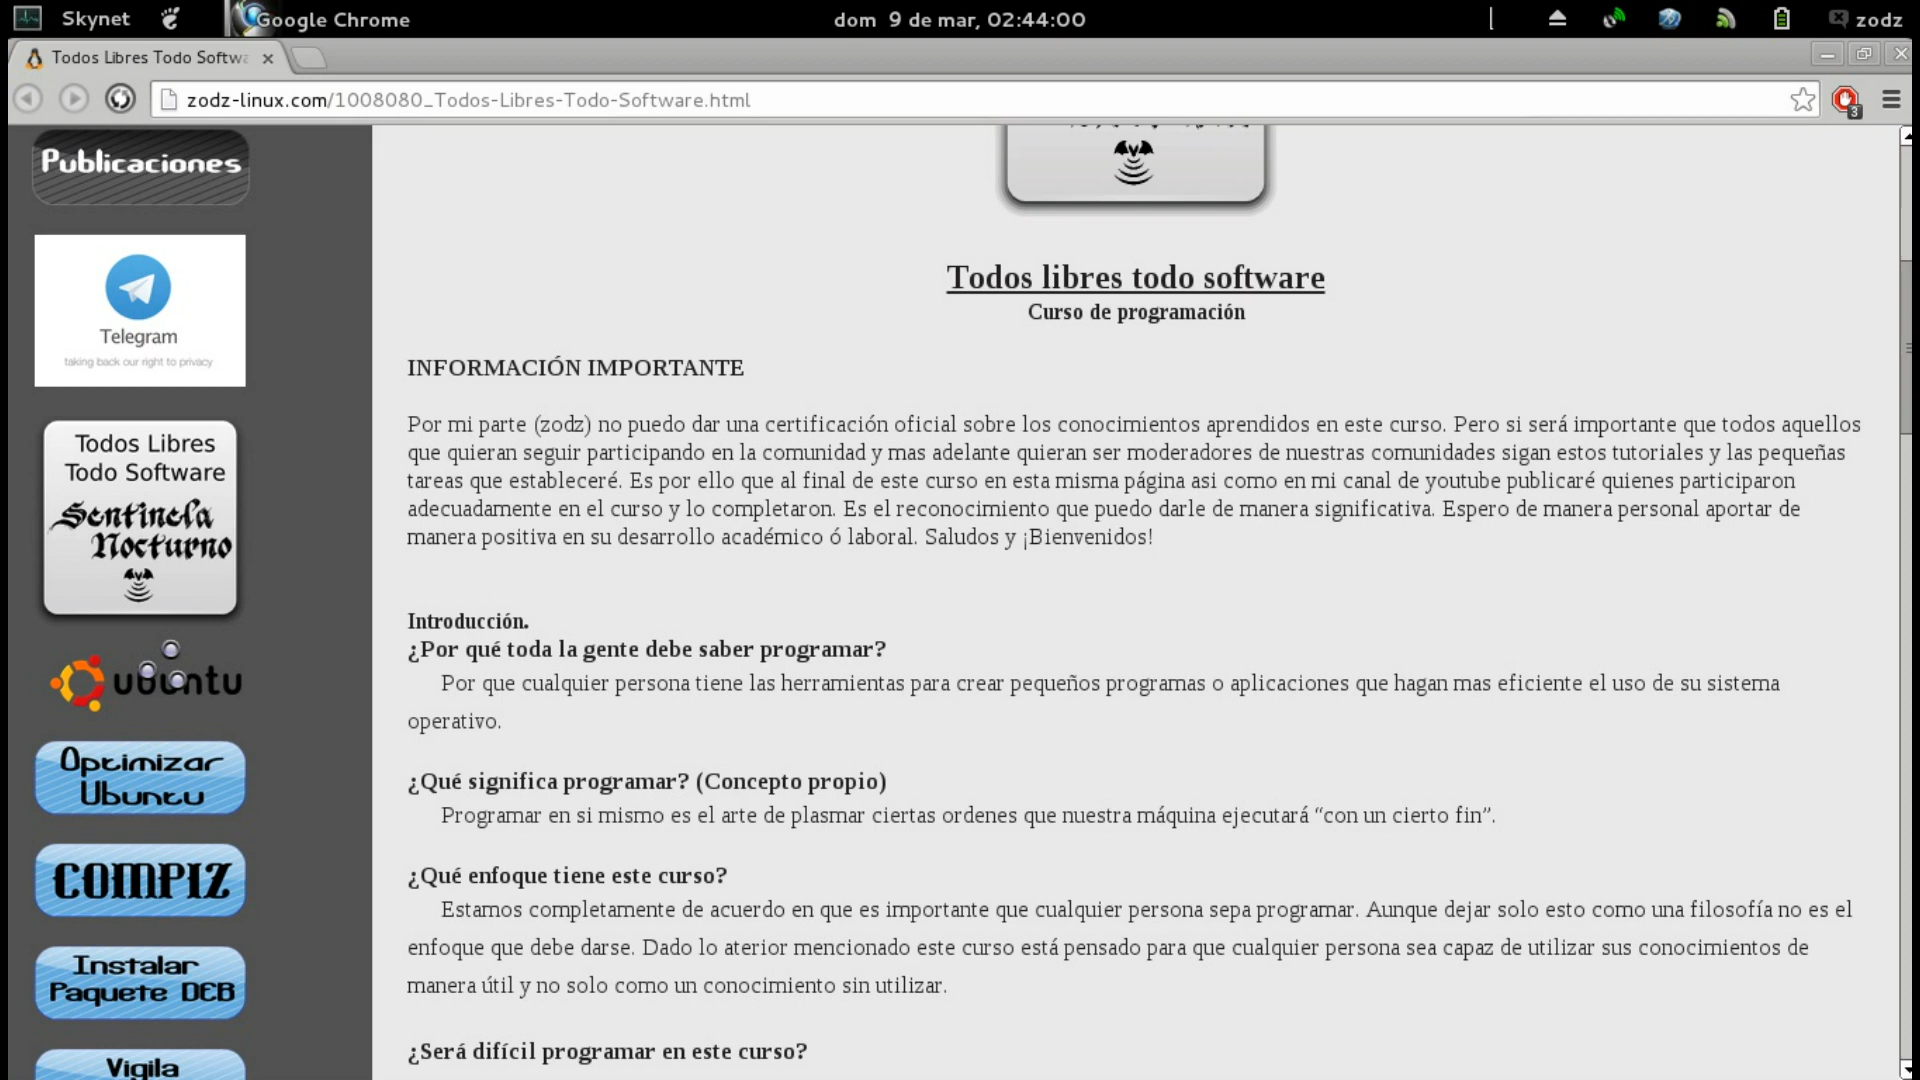 Skynet
Google Chrome
dom 9 de mar, 02:44:00
zodz
Todos Libres Todo Softwa
zodz-linux.com/1008080_Todos-Libres-Todo-Software.html
3
Publicaciones
Telegram
taking back our right to privacy
Todos Libres
Todo Software
Sentinela
Nocturno
ubuntu
Optimizar
Ubuntu
COMPIZ
Instalar
Paquete DEB
Vigila
Todos libres todo software
Curso de programación
INFORMACIÓN IMPORTANTE
Por mi parte (zodz) no puedo dar una certificación oficial sobre los conocimientos aprendidos en este curso. Pero si será importante que todos aquellos
que quieran seguir participando en la comunidad y mas adelante quieran ser moderadores de nuestras comunidades sigan estos tutoriales y las pequeñas
tareas que estableceré. Es por ello que al final de este curso en esta misma página asi como en mi canal de youtube publicaré quienes participaron
adecuadamente en el curso y lo completaron. Es el reconocimiento que puedo darle de manera significativa. Espero de manera personal aportar de
manera positiva en su desarrollo académico ó laboral. Saludos y ¡Bienvenidos!
Introducción.
¿Por qué toda la gente debe saber programar?
Por que cualquier persona tiene las herramientas para crear pequeños programas o aplicaciones que hagan mas eficiente el uso de su sistema
operativo.
¿Qué significa programar? (Concepto propio)
Programar en si mismo es el arte de plasmar ciertas ordenes que nuestra máquina ejecutará “con un cierto fin”.
¿Qué enfoque tiene este curso?
Estamos completamente de acuerdo en que es importante que cualquier persona sepa programar. Aunque dejar solo esto como una filosofía no es el
enfoque que debe darse. Dado lo aterior mencionado este curso está pensado para que cualquier persona sea capaz de utilizar sus conocimientos de
manera útil y no solo como un conocimiento sin utilizar.
¿Será difícil programar en este curso?